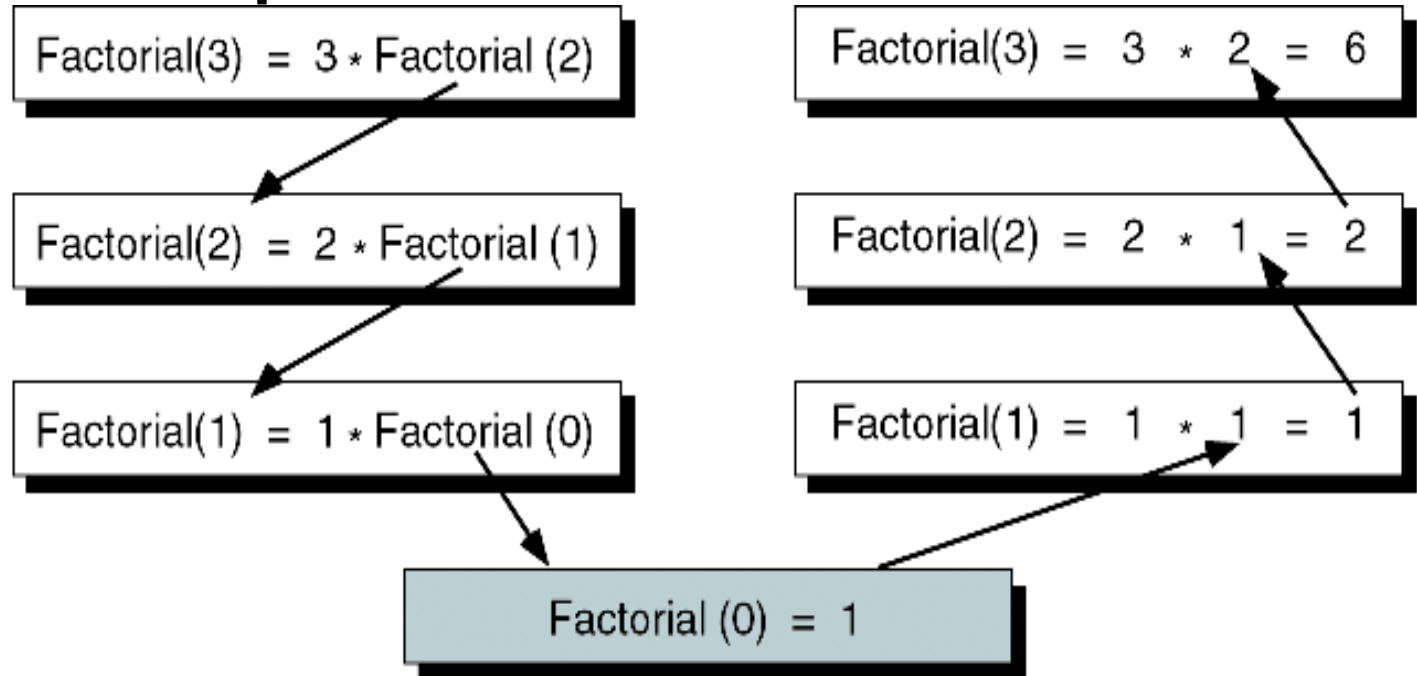 Factorial(3) = 3 * Factorial (2)
Factorial(2) = 2 * Factorial (1)
Factorial(1) = 1 * Factorial (0)
Factorial (0) = 1
Factorial(1) = 1 * 1 = 1
Factorial(2) = 2 * 1 = 2
Factorial(3) = 3 * 2 = 6